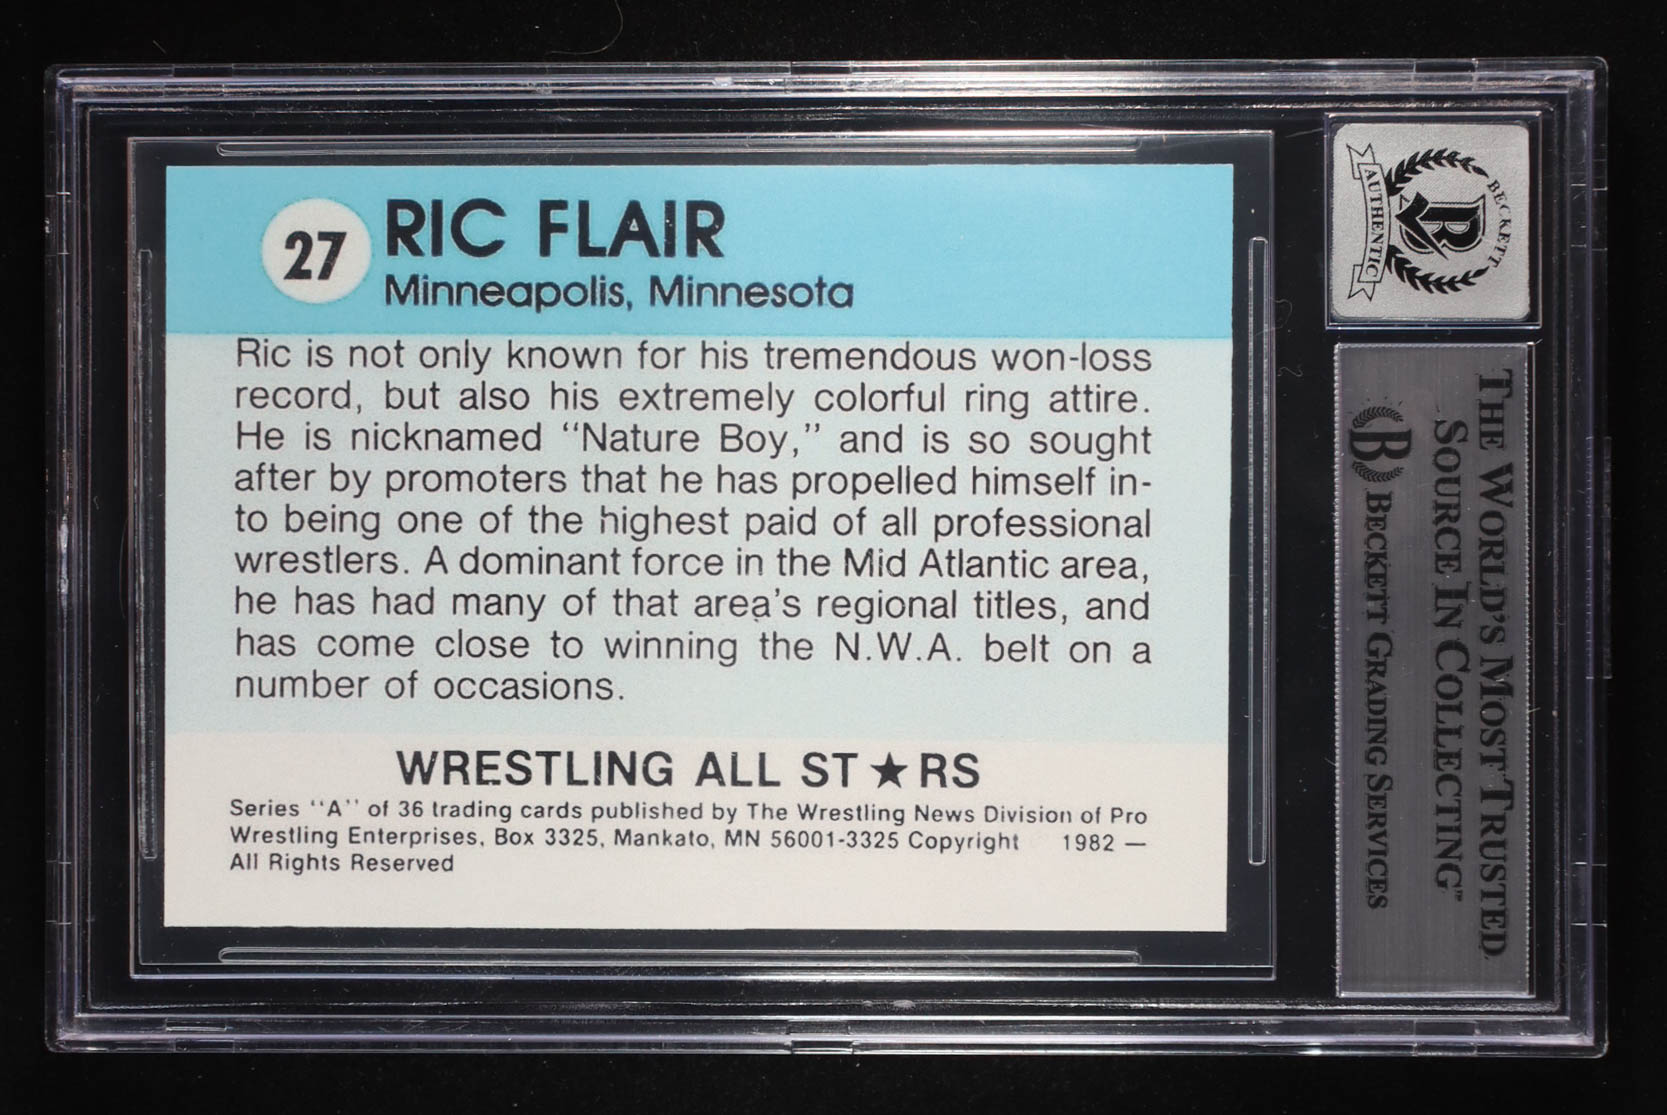 27
RIC FLAIR
Minneapolis, Minnesota
Ric is not only known for his tremendous won-loss
record, but also his extremely colorful ring attire.
He is nicknamed "Nature Boy," and is so sought
after by promoters that he has propelled himself in-
to being one of the highest paid of all professional
wrestlers. A dominant force in the Mid Atlantic area,
he has had many of that area's regional titles, and
has come close to winning the N.W.A. belt on a
number of occasions.
WRESTLING ALL ST★RS
Series "A" of 36 trading cards published by The Wrestling News Division of Pro
Wrestling Enterprises, Box 3325, Mankato, MN 56001-3325 Copyright 1982 —
All Rights Reserved
BECKETT
B
AUTHENTIC
THE WORLD'S MOST TRUSTED
SOURCE IN COLLECTING™
B BECKETT GRADING SERVICES